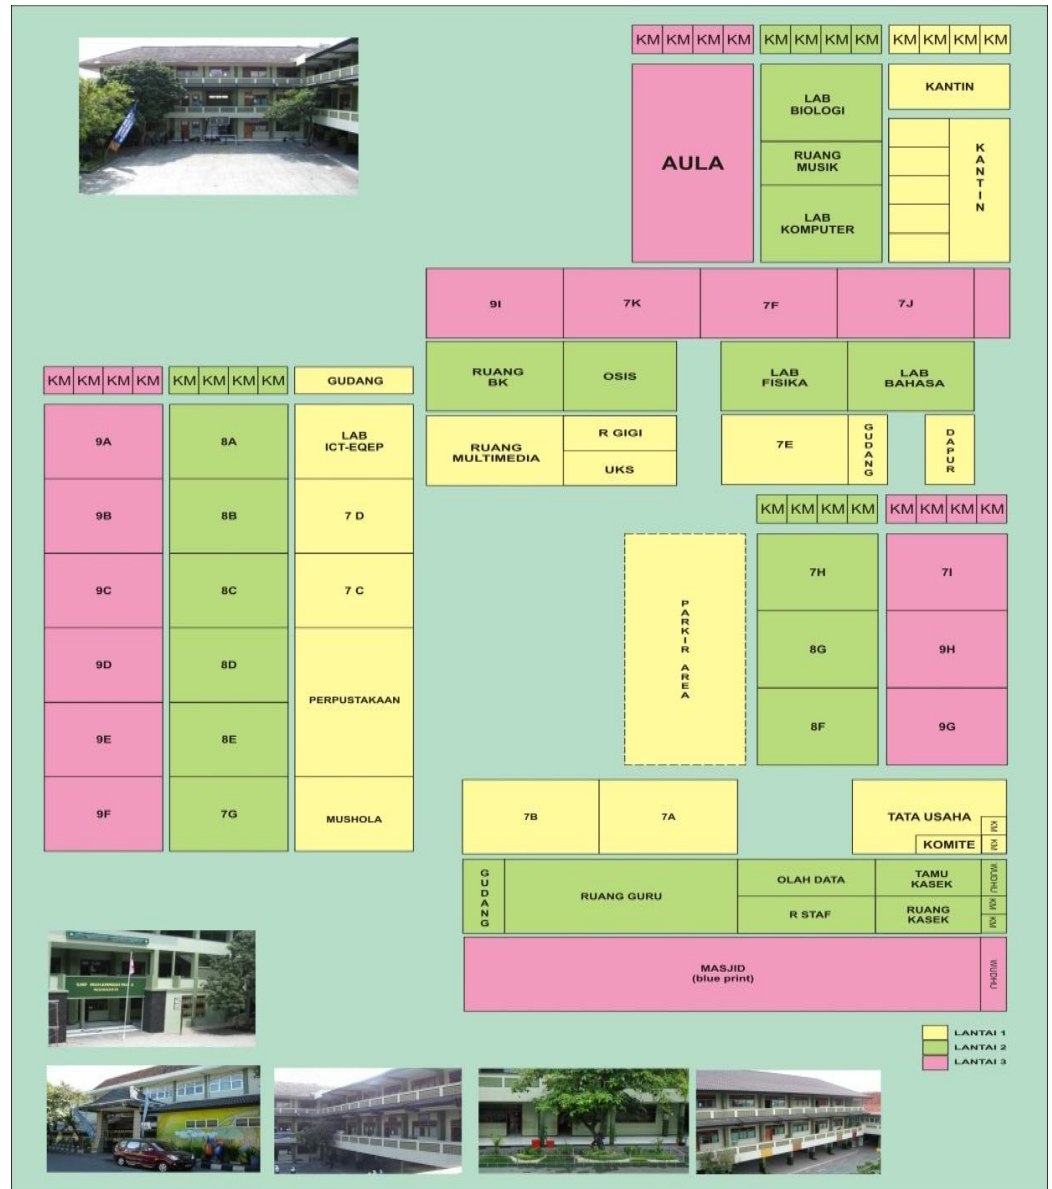 KM KM KM KM KM KM KM KM KM KM KM KM
AULA
LAB
BIOLOGI
RUANG
MUSIK
LAB
KOMPUTER
KANTIN
KANTIN
9I 7K 7F 7J
RUANG
BK
OSIS
LAB
FISIKA
LAB
BAHASA
RUANG
MULTIMEDIA
R GIGI
UKS
7E
GUDANG
DAPUR
KM KM KM KM KM KM KM KM
GUDANG
9A
8A
LAB
ICT-EQEP
9B 8B 7 D
9C 8C 7 C
9D 8D
PERPUSTAKAAN
9E 8E
9F 7G MUSHOLA
KM KM KM KM KM KM KM KM
PARKIR AREA
7H 7I
8G 9H
8F 9G
7B 7A
TATA USAHA
KM
KOMITE
KM
GUDANG
RUANG GURU
OLAH DATA
R STAF
TAMU
KASEK
RUANG
KASEK
WUDHU
KM
KM
MASJID
(blue print)
WUDHU
LANTAI 1
LANTAI 2
LANTAI 3